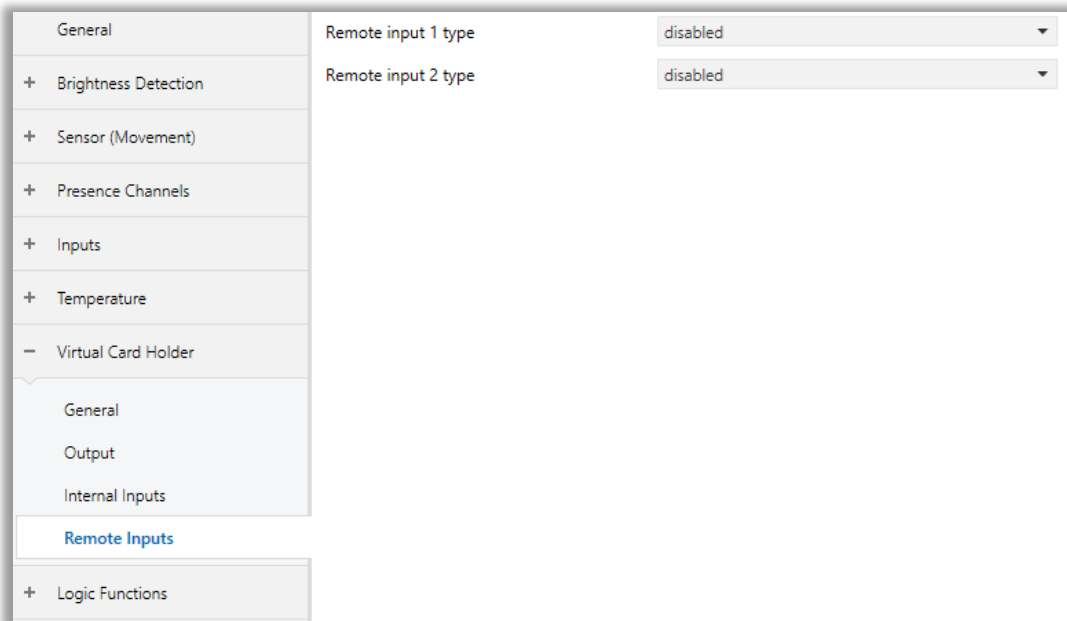 General
Brightness Detection
Sensor (Movement)
Presence Channels
Inputs
Temperature
Virtual Card Holder
General
Output
Internal Inputs
Remote Inputs
Logic Functions
Remote input 1 type disabled
Remote input 2 type disabled